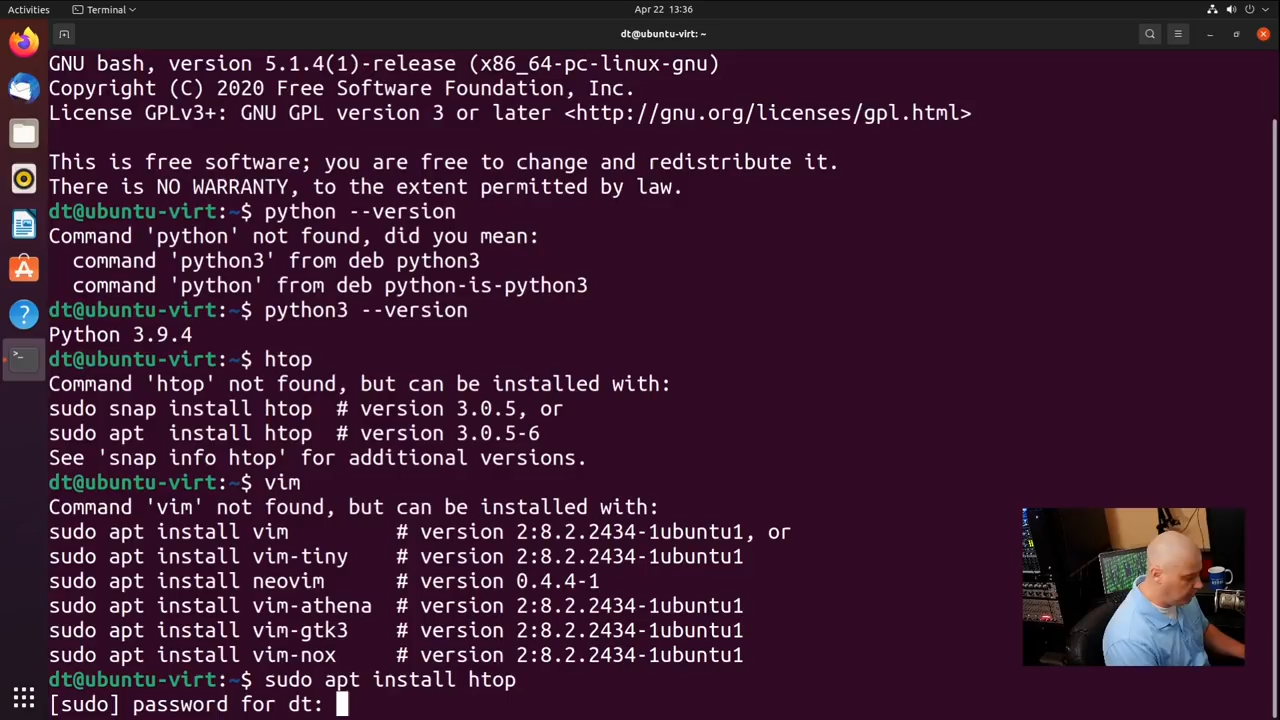 Activities
Terminal
Apr 22 13:36
dt@ubuntu-virt: ~
GNU bash, version 5.1.4(1)-release (x86_64-pc-linux-gnu)
Copyright (C) 2020 Free Software Foundation, Inc.
License GPLv3+: GNU GPL version 3 or later <http://gnu.org/licenses/gpl.html>
This is free software; you are free to change and redistribute it.
There is NO WARRANTY, to the extent permitted by law.
dt@ubuntu-virt:~$ python --version
Command 'python' not found, did you mean:
  command 'python3' from deb python3
  command 'python' from deb python-is-python3
dt@ubuntu-virt:~$ python3 --version
Python 3.9.4
dt@ubuntu-virt:~$ htop
Command 'htop' not found, but can be installed with:
sudo snap install htop  # version 3.0.5, or
sudo apt  install htop  # version 3.0.5-6
See 'snap info htop' for additional versions.
dt@ubuntu-virt:~$ vim
Command 'vim' not found, but can be installed with:
sudo apt install vim         # version 2:8.2.2434-1ubuntu1, or
sudo apt install vim-tiny    # version 2:8.2.2434-1ubuntu1
sudo apt install neovim      # version 0.4.4-1
sudo apt install vim-athena  # version 2:8.2.2434-1ubuntu1
sudo apt install vim-gtk3    # version 2:8.2.2434-1ubuntu1
sudo apt install vim-nox     # version 2:8.2.2434-1ubuntu1
dt@ubuntu-virt:~$ sudo apt install htop
[sudo] password for dt: